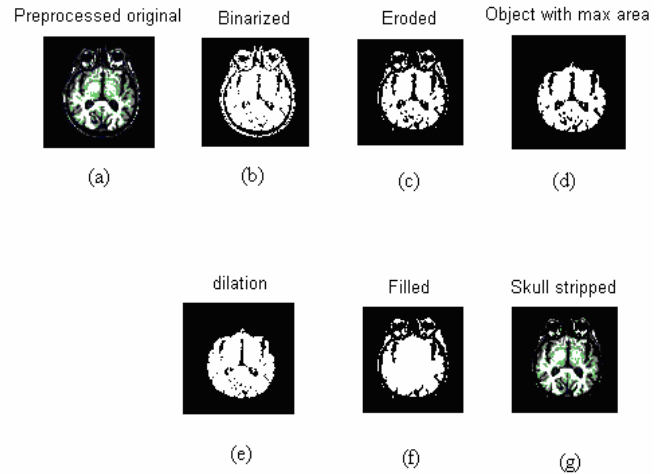 Preprocessed original
Binarized
Eroded
Object with max area
(a)
(b)
(c)
(d)
dilation
Filled
Skull stripped
(e)
(f)
(g)